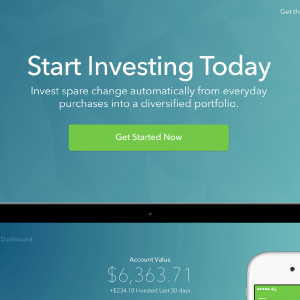 Get the
Start Investing Today
Invest spare change automatically from everyday
purchases into a diversified portfolio.
Get Started Now
Dashboard
Account Value
$6,363.71
+$234.10 Invested Last 30 days